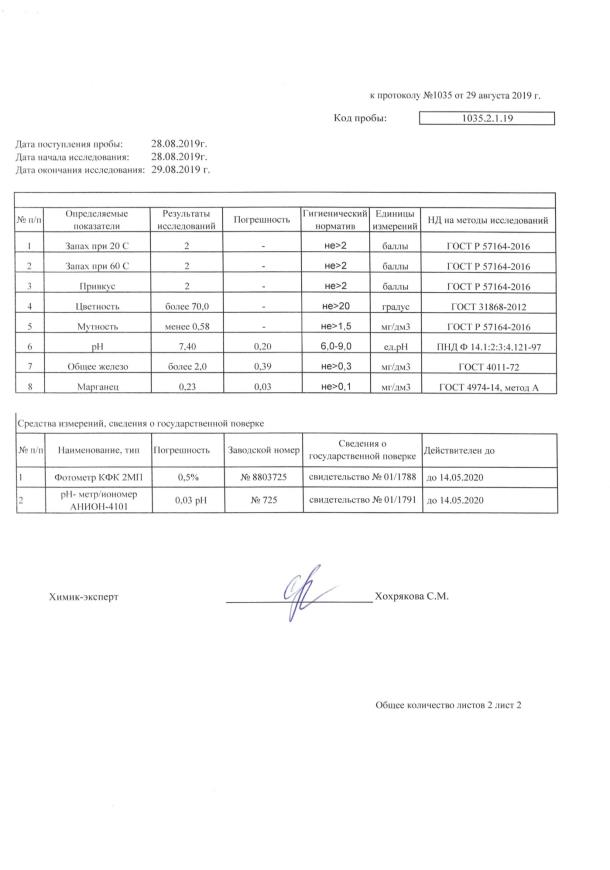 к протоколу №1035 от 29 августа 2019 г.
Код пробы: 1035.2.1.19
Дата поступления пробы: 28.08.2019г.
Дата начала исследования: 28.08.2019г.
Дата окончания исследования: 29.08.2019 г.
№ п/п Определяемые показатели Результаты исследований Погрешность Гигиенический норматив Единицы измерений НД на методы исследований
1 Запах при 20 С 2 - не>2 баллы ГОСТ Р 57164-2016
2 Запах при 60 С 2 - не>2 баллы ГОСТ Р 57164-2016
3 Привкус 2 - не>2 баллы ГОСТ Р 57164-2016
4 Цветность более 70,0 - не>20 градус ГОСТ 31868-2012
5 Мутность менее 0,58 - не>1,5 мг/дм3 ГОСТ Р 57164-2016
6 pH 7,40 0,20 6,0-9,0 ед.pH ПНД Ф 14.1:2:3:4.121-97
7 Общее железо более 2,0 0,39 не>0,3 мг/дм3 ГОСТ 4011-72
8 Марганец 0,23 0,03 не>0,1 мг/дм3 ГОСТ 4974-14, метод А
Средства измерений, сведения о государственной поверке
№ п/п Наименование, тип Погрешность Заводской номер Сведения о государственной поверке Действителен до
1 Фотометр КФК 2МП 0,5% № 8803725 свидетельство № 01/1788 до 14.05.2020
2 pH- метр/иономер АНИОН-4101 0,03 pH № 725 свидетельство № 01/1791 до 14.05.2020
Химик-эксперт Хохрякова С.М.
Общее количество листов 2 лист 2